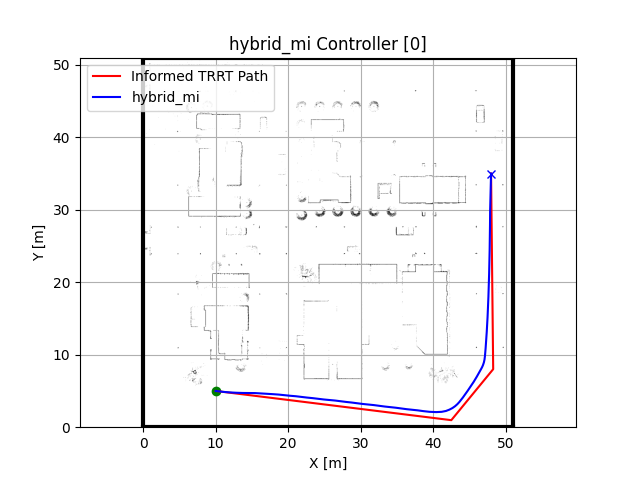 hybrid_mi Controller [0]
Informed TRRT Path
hybrid_mi
Y [m]
50
40
30
20
10
0
0 10 20 30 40 50
X [m]